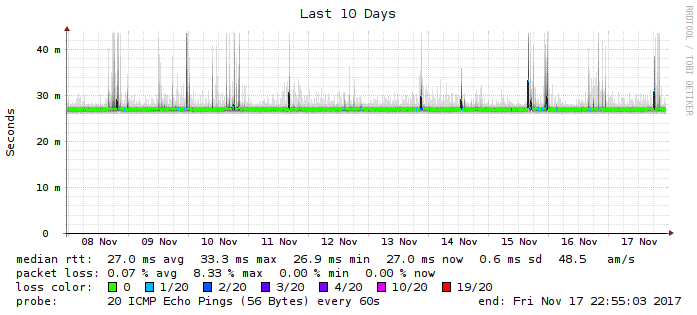 Last 10 Days
RRDTOOL / TOBI OETIKER
Seconds
40 m
30 m
20 m
10 m
0
08 Nov 09 Nov 10 Nov 11 Nov 12 Nov 13 Nov 14 Nov 15 Nov 16 Nov 17 Nov
median rtt: 27.0 ms avg 33.3 ms max 26.9 ms min 27.0 ms now 0.6 ms sd 48.5 am/s
packet loss: 0.07 % avg 8.33 % max 0.00 % min 0.00 % now
loss color: 0 1/20 2/20 3/20 4/20 10/20 19/20
probe: 20 ICMP Echo Pings (56 Bytes) every 60s end: Fri Nov 17 22:55:03 2017